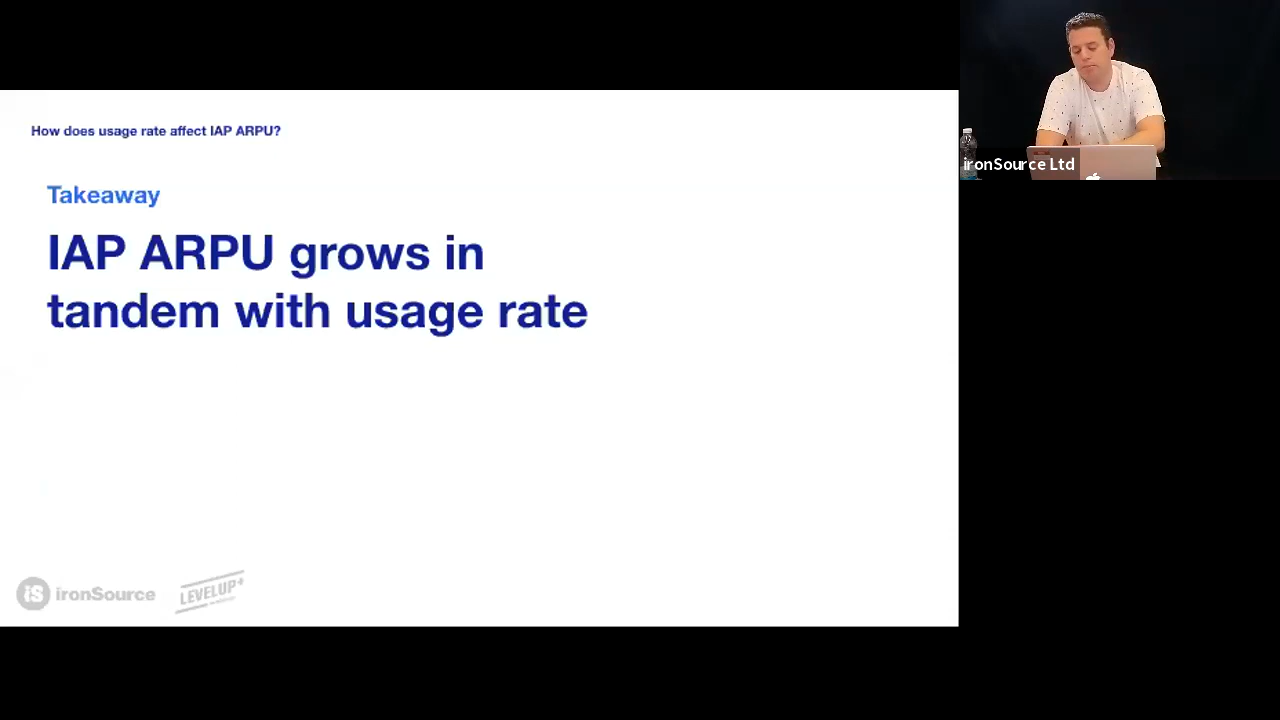 How does usage rate affect IAP ARPU?
Takeaway
IAP ARPU grows in
tandem with usage rate
iS ironSource
LEVELUP+
ironSource Ltd